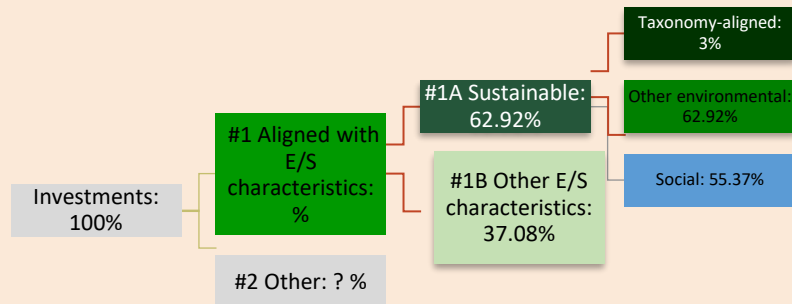 Taxonomy-aligned:
3%
#1A Sustainable:
62.92%
Other environmental:
62.92%
#1 Aligned with
E/S
characteristics:
%
#1B Other E/S
characteristics:
37.08%
Social: 55.37%
Investments:
100%
#2 Other: ? %